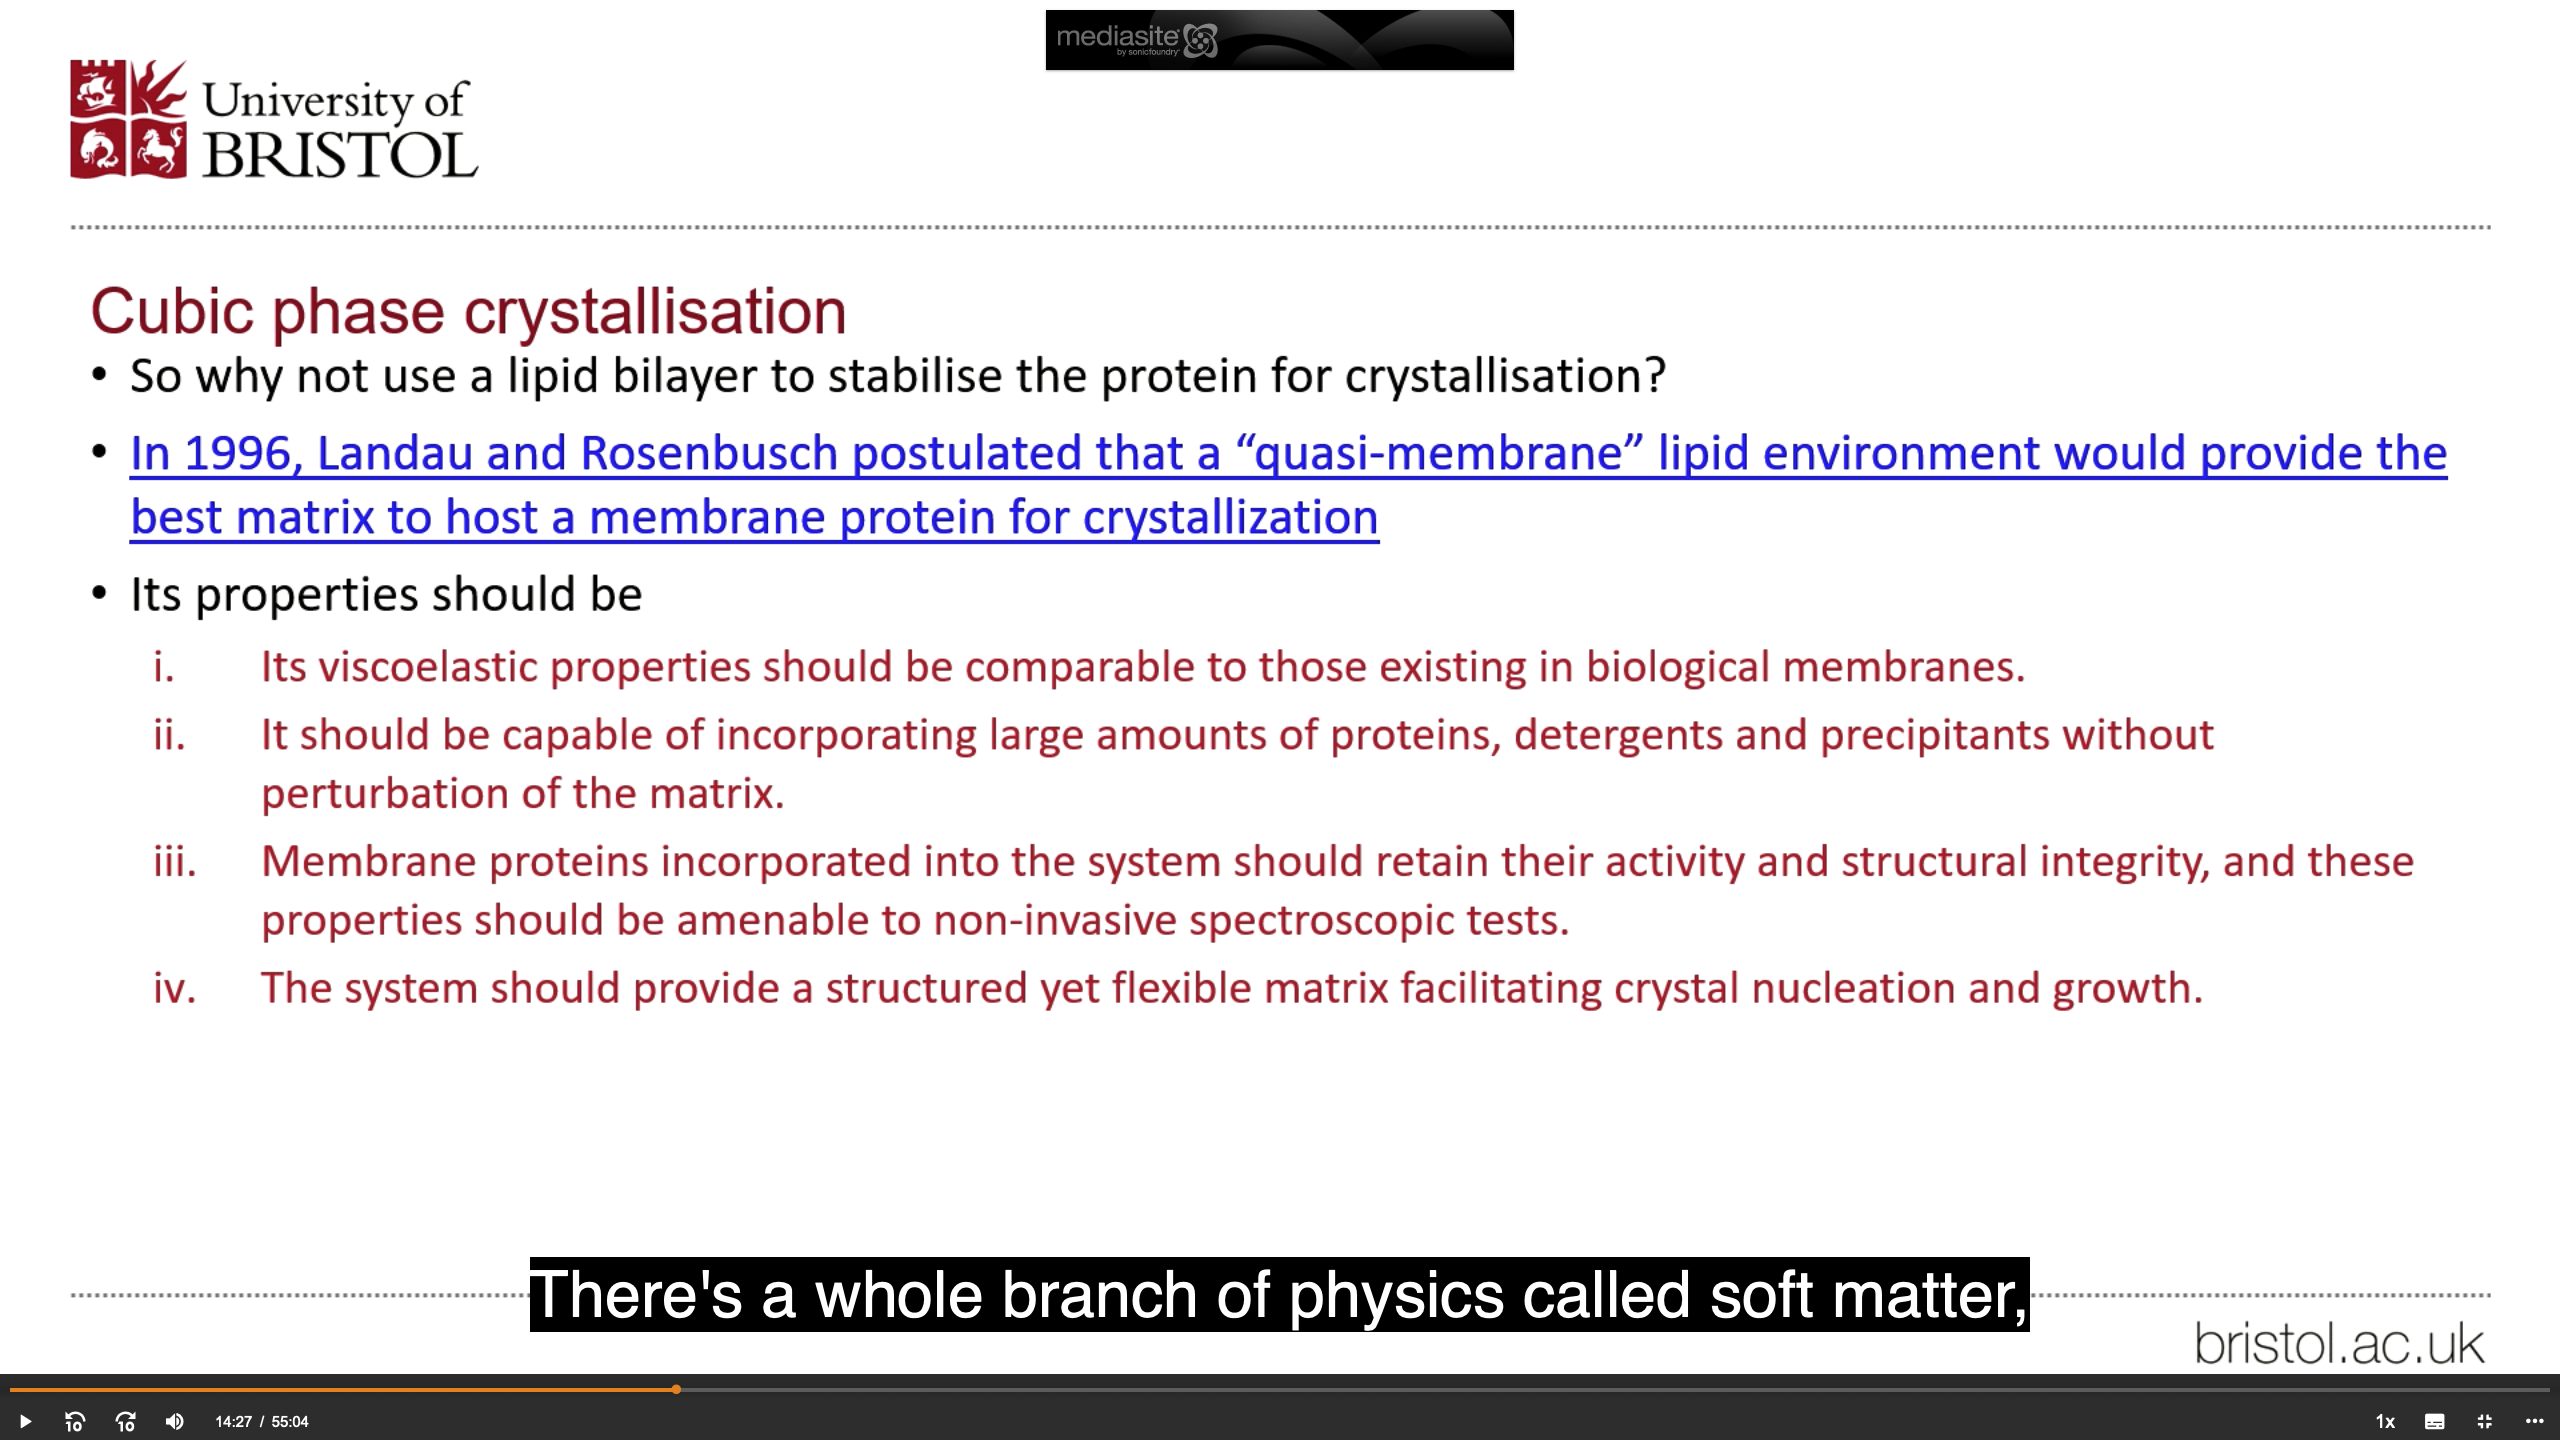 mediasite
by sonicfoundry
University of
BRISTOL
Cubic phase crystallisation
• So why not use a lipid bilayer to stabilise the protein for crystallisation?
• In 1996, Landau and Rosenbusch postulated that a “quasi-membrane” lipid environment would provide the
best matrix to host a membrane protein for crystallization
• Its properties should be
i. Its viscoelastic properties should be comparable to those existing in biological membranes.
ii. It should be capable of incorporating large amounts of proteins, detergents and precipitants without
perturbation of the matrix.
iii. Membrane proteins incorporated into the system should retain their activity and structural integrity, and these
properties should be amenable to non-invasive spectroscopic tests.
iv. The system should provide a structured yet flexible matrix facilitating crystal nucleation and growth.
There's a whole branch of physics called soft matter,
bristol.ac.uk
10 10 14:27 / 55:04 1x